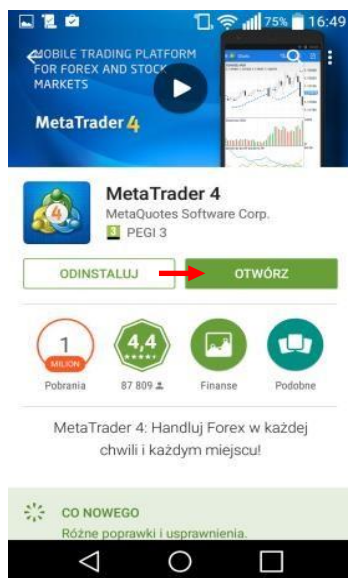 75% 16:49
MOBILE TRADING PLATFORM
FOR FOREX AND STOCK
MARKETS
MetaTrader 4
4
MetaTrader 4
MetaQuotes Software Corp.
3 PEGI 3
ODINSTALUJ
OTWÓRZ
1
MILION
4,4
Pobrania
87 809
Finanse
Podobne
MetaTrader 4: Handluj Forex w każdej
chwili i każdym miejscu!
CO NOWEGO
Różne poprawki i usprawnienia.